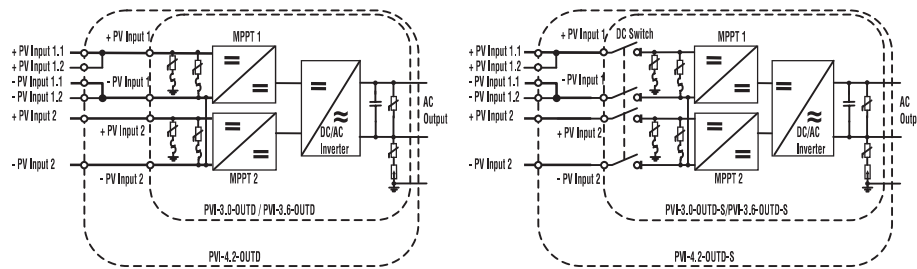 + PV Input 1.1
+ PV Input 1.2
- PV Input 1.1
- PV Input 1.2
+ PV Input 2
- PV Input 2
+ PV Input 1
- PV Input 1
+ PV Input 2
- PV Input 2
MPPT 1
MPPT 2
DC/AC
Inverter
PVI-3.0-OUTD / PVI-3.6-OUTD
PVI-4.2-OUTD
AC
Output
+ PV Input 1.1
+ PV Input 1.2
- PV Input 1.1
- PV Input 1.2
+ PV Input 2
- PV Input 2
+ PV Input 1
DC Switch
- PV Input 1
+ PV Input 2
- PV Input 2
MPPT 1
MPPT 2
DC/AC
Inverter
PVI-3.0-OUTD-S/PVI-3.6-OUTD-S
PVI-4.2-OUTD-S
AC
Outp